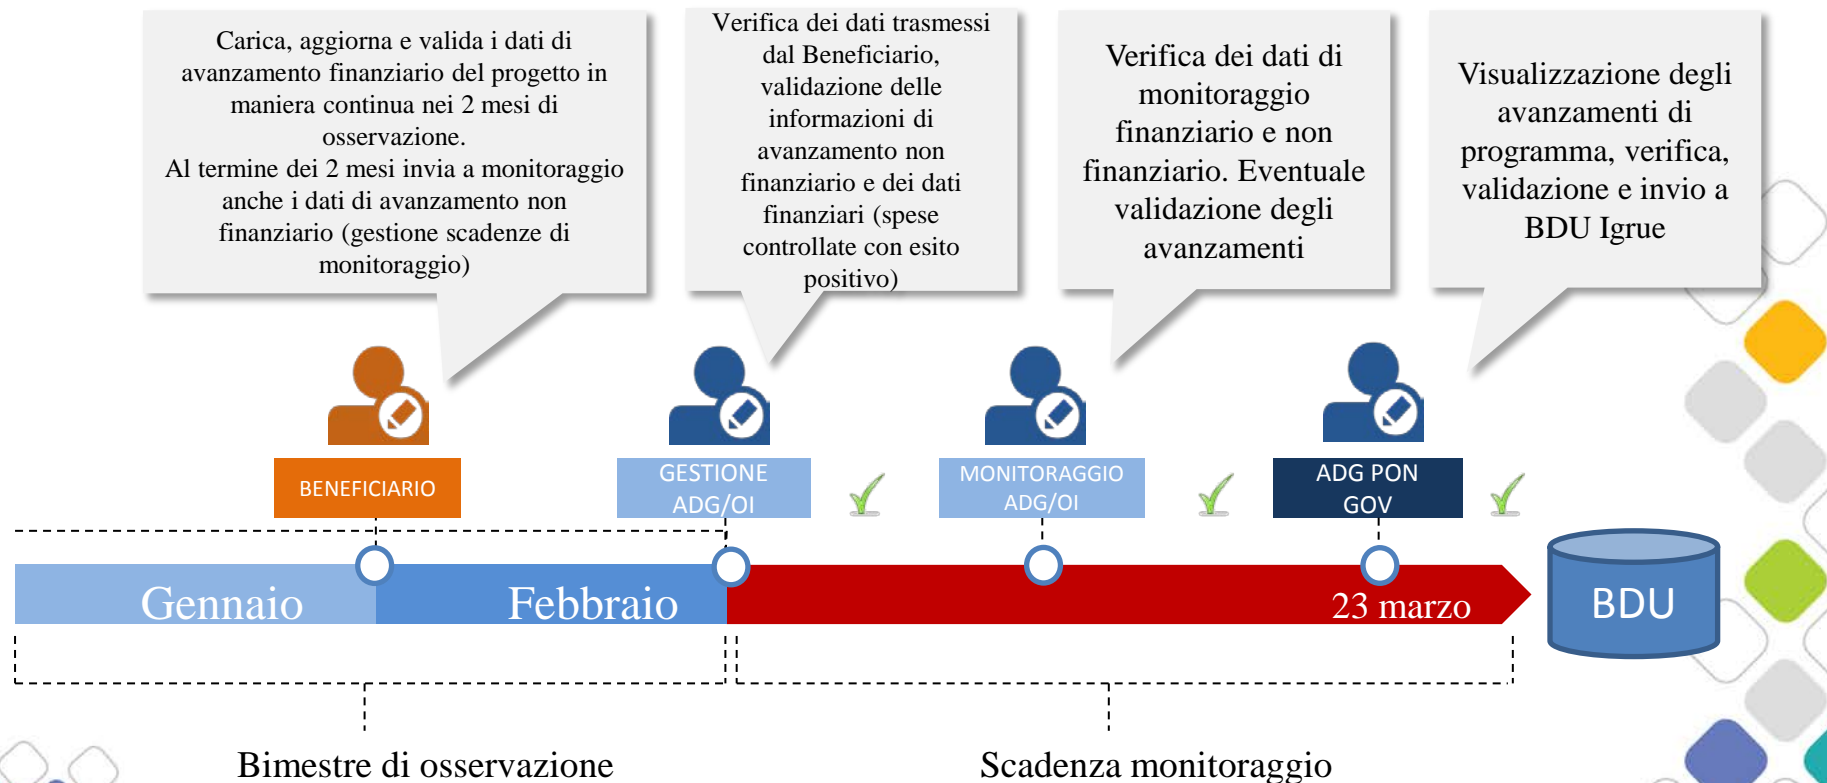 Carica, aggiorna e valida i dati di
avanzamento finanziario del progetto in
maniera continua nei 2 mesi di
osservazione.
Al termine dei 2 mesi invia a monitoraggio
anche i dati di avanzamento non
finanziario (gestione scadenze di
monitoraggio)
Verifica dei dati trasmessi
dal Beneficiario,
validazione delle
informazioni di
avanzamento non
finanziario e dei dati
finanziari (spese
controllate con esito
positivo)
Verifica dei dati di
monitoraggio
finanziario e non
finanziario. Eventuale
validazione degli
avanzamenti
Visualizzazione degli
avanzamenti di
programma, verifica,
validazione e invio a
BDU Igrue
BENEFICIARIO
GESTIONE
ADG/OI
MONITORAGGIO
ADG/OI
ADG PON
GOV
Gennaio
Febbraio
23 marzo
BDU
Bimestre di osservazione
Scadenza monitoraggio